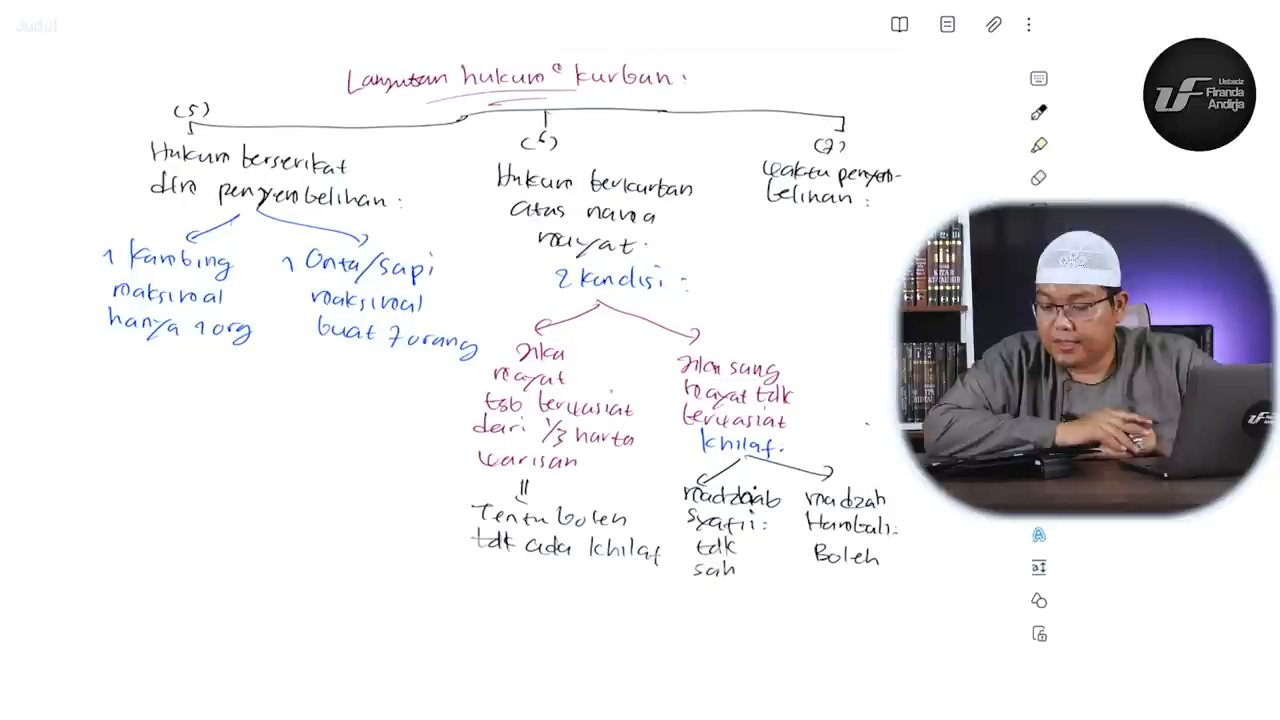 Judul
Lanjutan hukum² kurban.
(5)
Hukum berserikat
dlm penyembelihan :
1 Kambing
maksimal
hanya 1 org
1 Onta/sapi
maksimal
buat 7 orang
(6)
Hukum berkurban
atas nama
mayat.
2 kondisi :
Jika
mayat
tsb berwasiat
dari 1/3 harta
warisan
Tentu boleh
tdk ada khilaf
Jika sang
mayat tdk
berwasiat
Khilaf.
madzhab
Syafii :
tdk
sah
madzab
Hambali:
Boleh
(7)
Waktu penyem-
belihan :
Ustadz
Firanda
Andirja